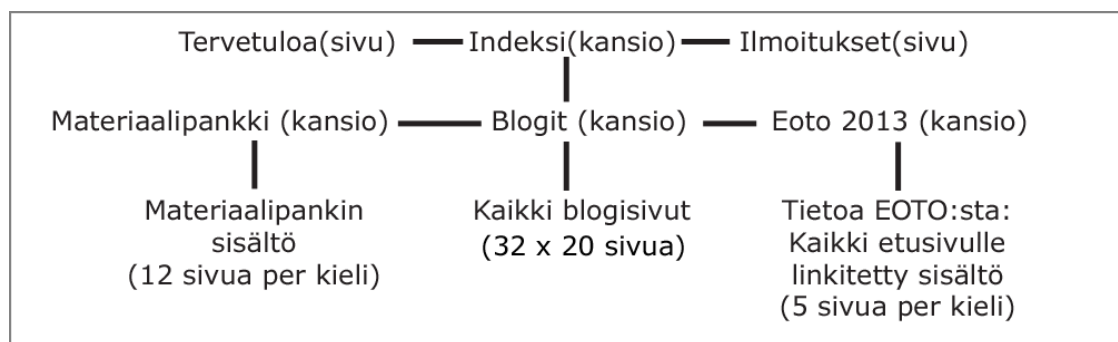 Tervetuloa(sivu) Indeksi(kansio) Ilmoitukset(sivu)
Materiaalipankki (kansio) Blogit (kansio) Eoto 2013 (kansio)
Materiaalipankin
sisältö
(12 sivua per kieli)
Kaikki blogisivut
(32 x 20 sivua)
Tietoa EOTO:sta:
Kaikki etusivulle
linkitetty sisältö
(5 sivua per kieli)